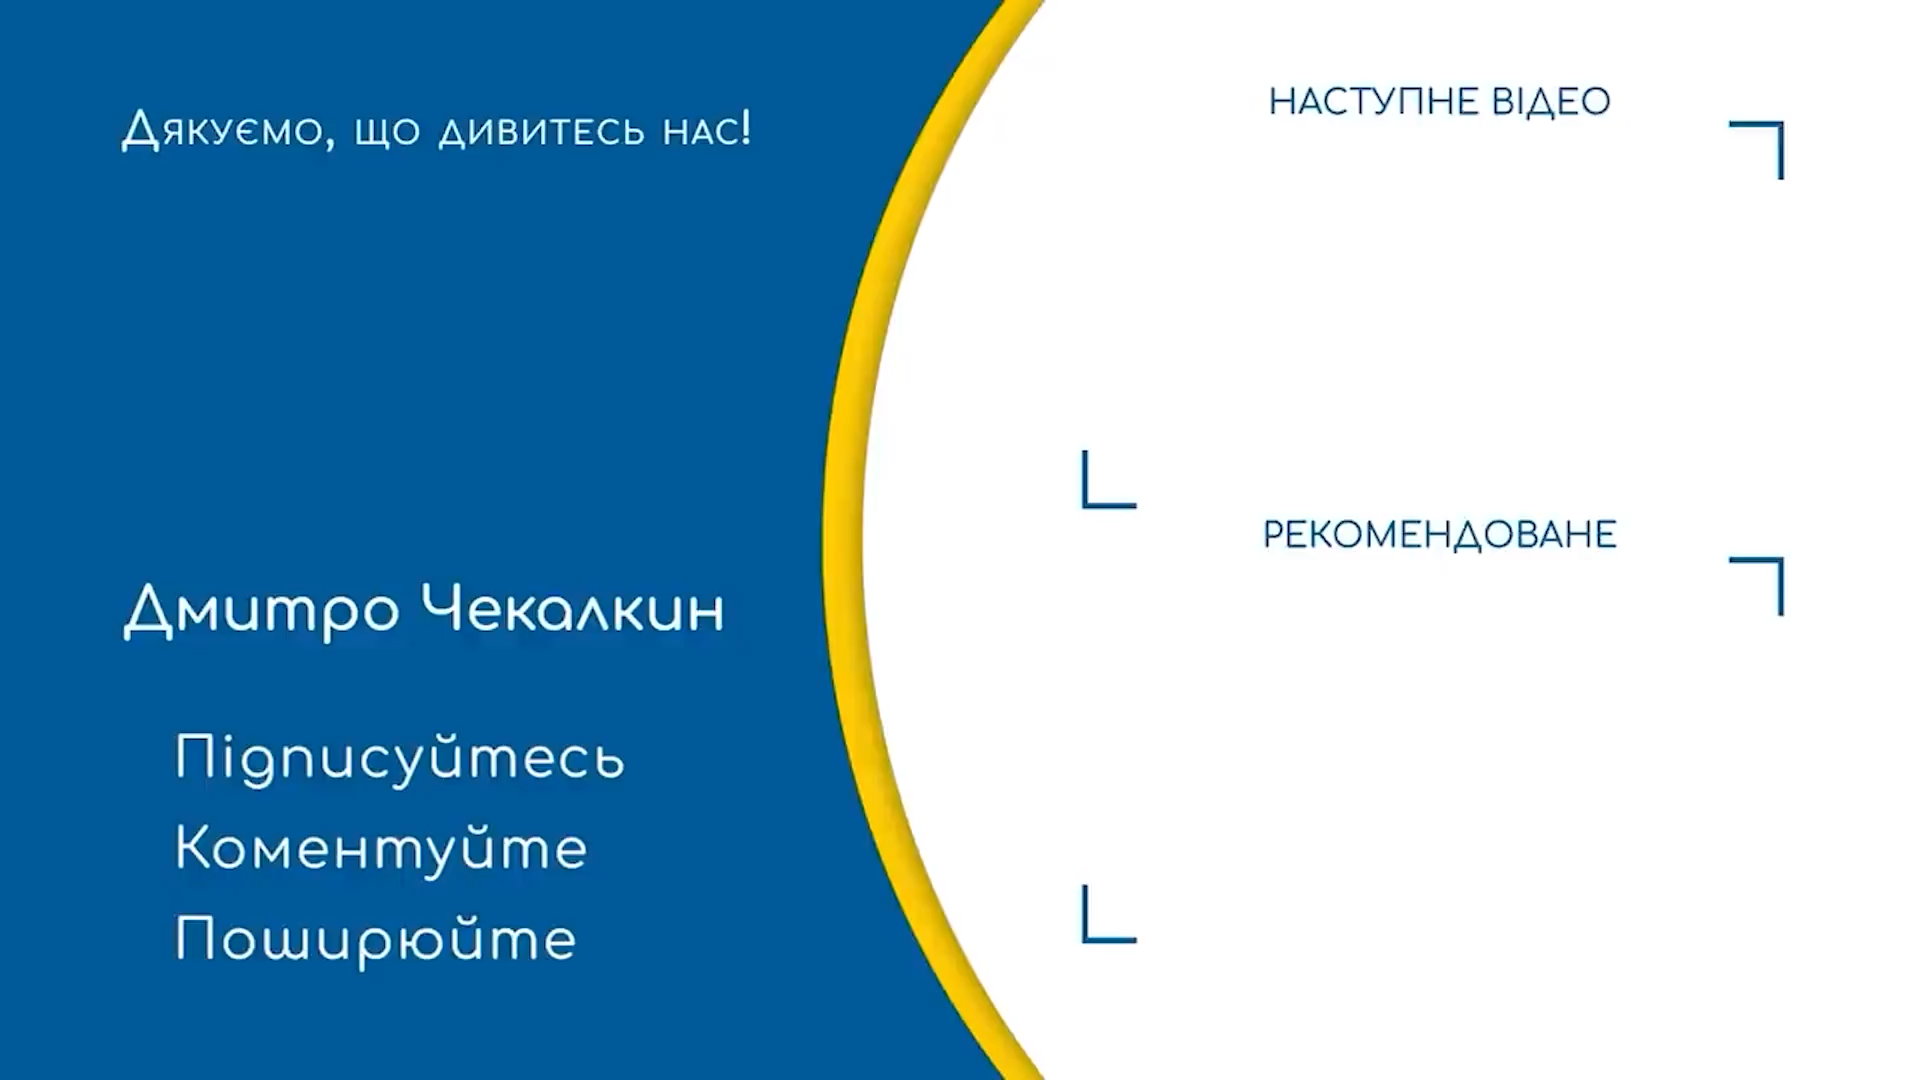 Дякуємо, що дивитесь нас!
Дмитро Чекалкин
Підписуйтесь
Коментуйте
Поширюйте
НАСТУПНЕ ВІДЕО
РЕКОМЕНДОВАНЕ